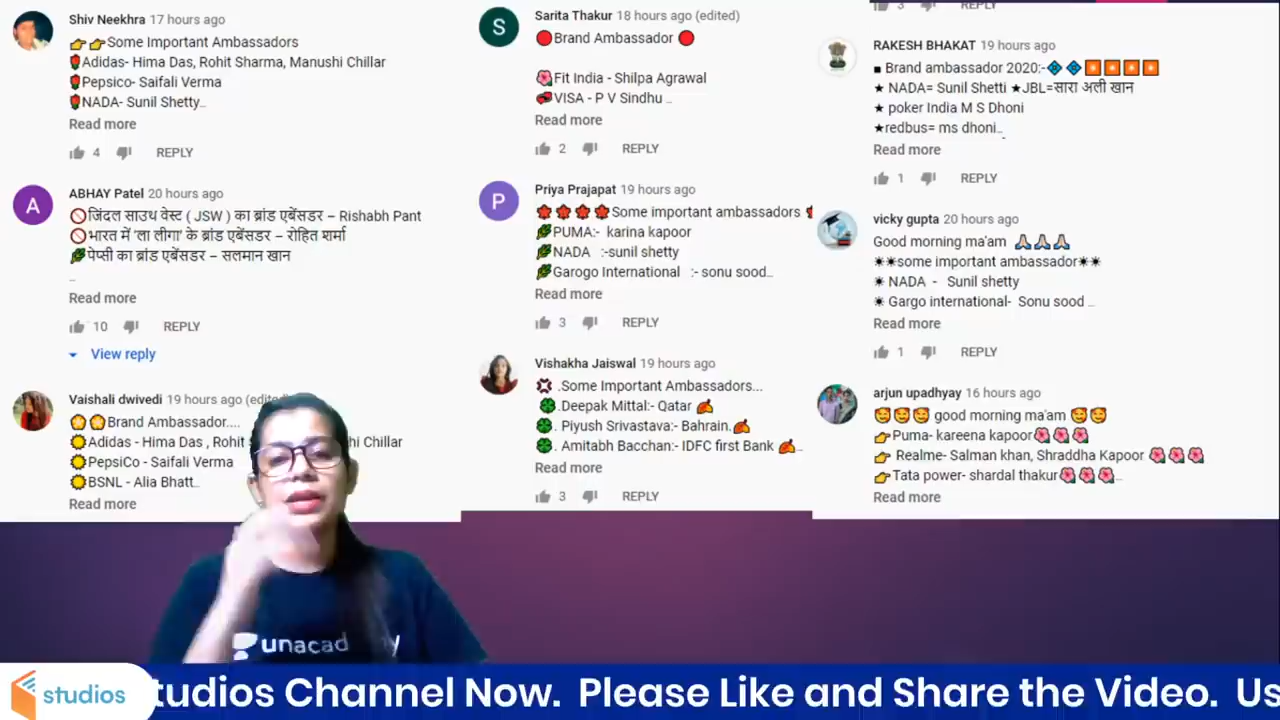 Shiv Neekhra 17 hours ago
Some Important Ambassadors
Adidas- Hima Das, Rohit Sharma, Manushi Chillar
Pepsico- Saifali Verma
NADA- Sunil Shetty..
Read more
4 REPLY
A
ABHAY Patel 20 hours ago
जिंदल साउथ वेस्ट ( JSW ) का ब्रांड एबेंसडर – Rishabh Pant
भारत में 'ला लीगा' के ब्रांड एबेंसडर – रोहित शर्मा
पेप्सी का ब्रांड एबेंसडर – सलमान खान
..
Read more
10 REPLY
View reply
Vaishali dwivedi 19 hours ago
Brand Ambassador....
Adidas - Hima Das , Rohit Chillar
PepsiCo - Saifali Verma
BSNL - Alia Bhatt..
Read more
S
Sarita Thakur 18 hours ago (edited)
Brand Ambassador
Fit India - Shilpa Agrawal
VISA - P V Sindhu ..
Read more
2 REPLY
P
Priya Prajapat 19 hours ago
Some important ambassadors
PUMA:- karina kapoor
NADA :-sunil shetty
Garogo International :- sonu sood..
Read more
3 REPLY
Vishakha Jaiswal 19 hours ago
.Some Important Ambassadors...
.Deepak Mittal:- Qatar
. Piyush Srivastava:- Bahrain.
. Amitabh Bacchan:- IDFC first Bank ..
Read more
3 REPLY
3 REPLY
RAKESH BHAKAT 19 hours ago
Brand ambassador 2020:-
★ NADA= Sunil Shetti ★JBL=सारा अली खान
★ poker India M S Dhoni
★redbus= ms dhoni..
Read more
1 REPLY
vicky gupta 20 hours ago
Good morning ma'am
some important ambassador
NADA - Sunil shetty
Gargo international- Sonu sood ..
Read more
1 REPLY
arjun upadhyay 16 hours ago
good morning ma'am
Puma- kareena kapoor
Realme- Salman khan, Shraddha Kapoor
Tata power- shardal thakur..
Read more
unacad y
studios
tudios Channel Now. Please Like and Share the Video. Us